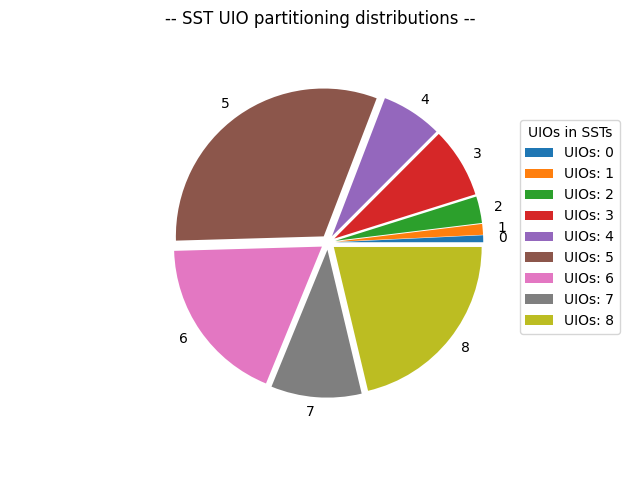 -- SST UIO partitioning distributions --
5
4
3
2
1
0
6
7
8
UIOs in SSTs
UIOs: 0
UIOs: 1
UIOs: 2
UIOs: 3
UIOs: 4
UIOs: 5
UIOs: 6
UIOs: 7
UIOs: 8